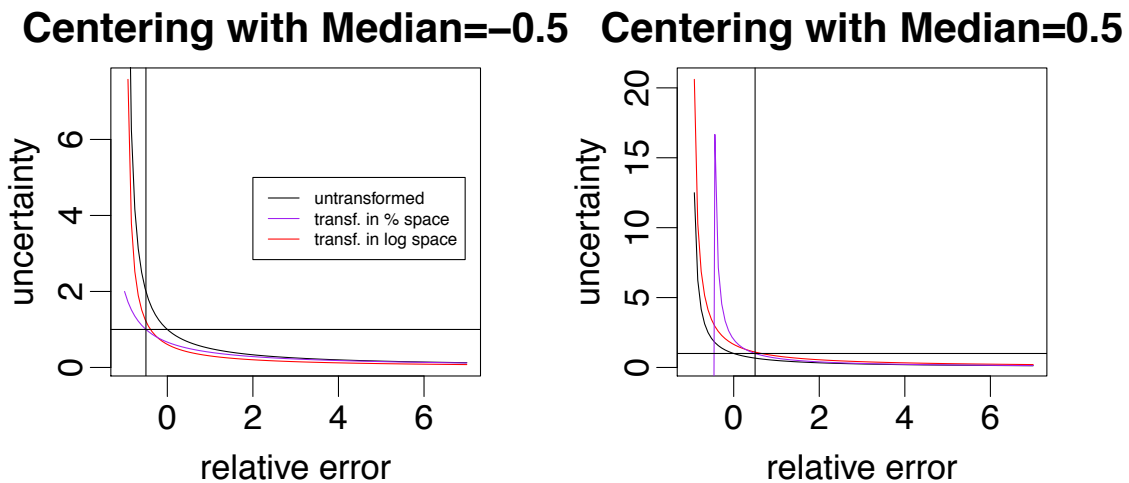 Centering with Median=−0.5
Centering with Median=0.5
uncertainty
0
2
4
6
untransformed
transf. in % space
transf. in log space
0
2
4
6
relative error
uncertainty
0
5
10
15
20
0
2
4
6
relative error